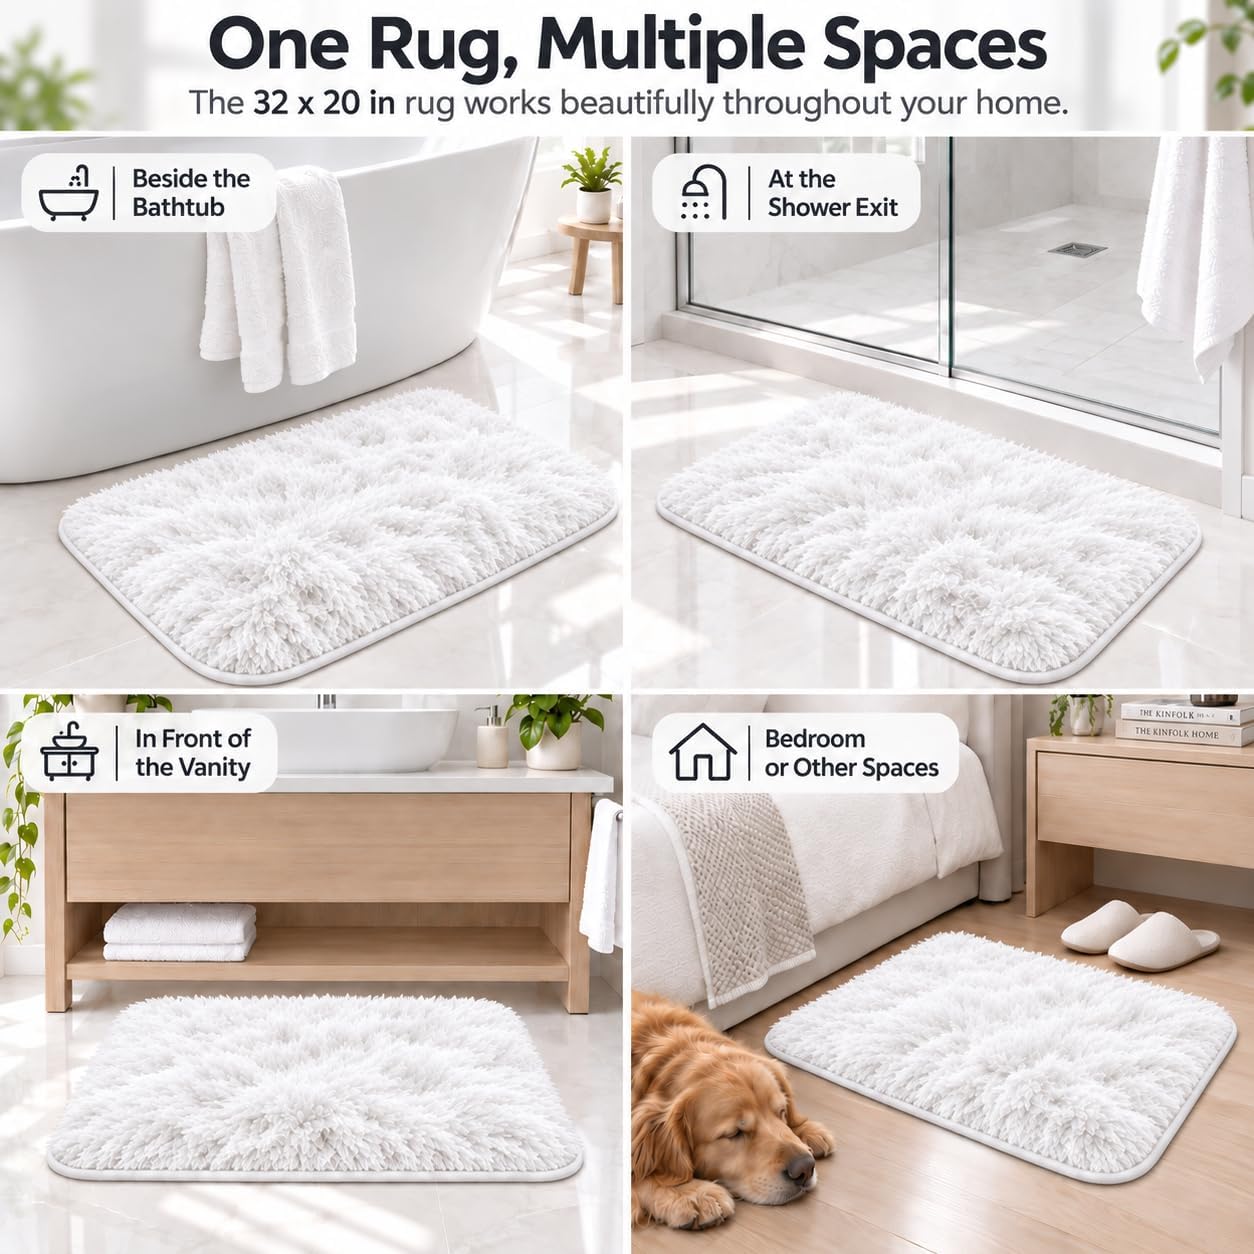 One Rug, Multiple Spaces
The 32 x 20 in rug works beautifully throughout your home.
Beside the
Bathtub
At the
Shower Exit
In Front of
the Vanity
Bedroom
or Other Spaces
THE KINFOLK
THE KINFOLK HOME